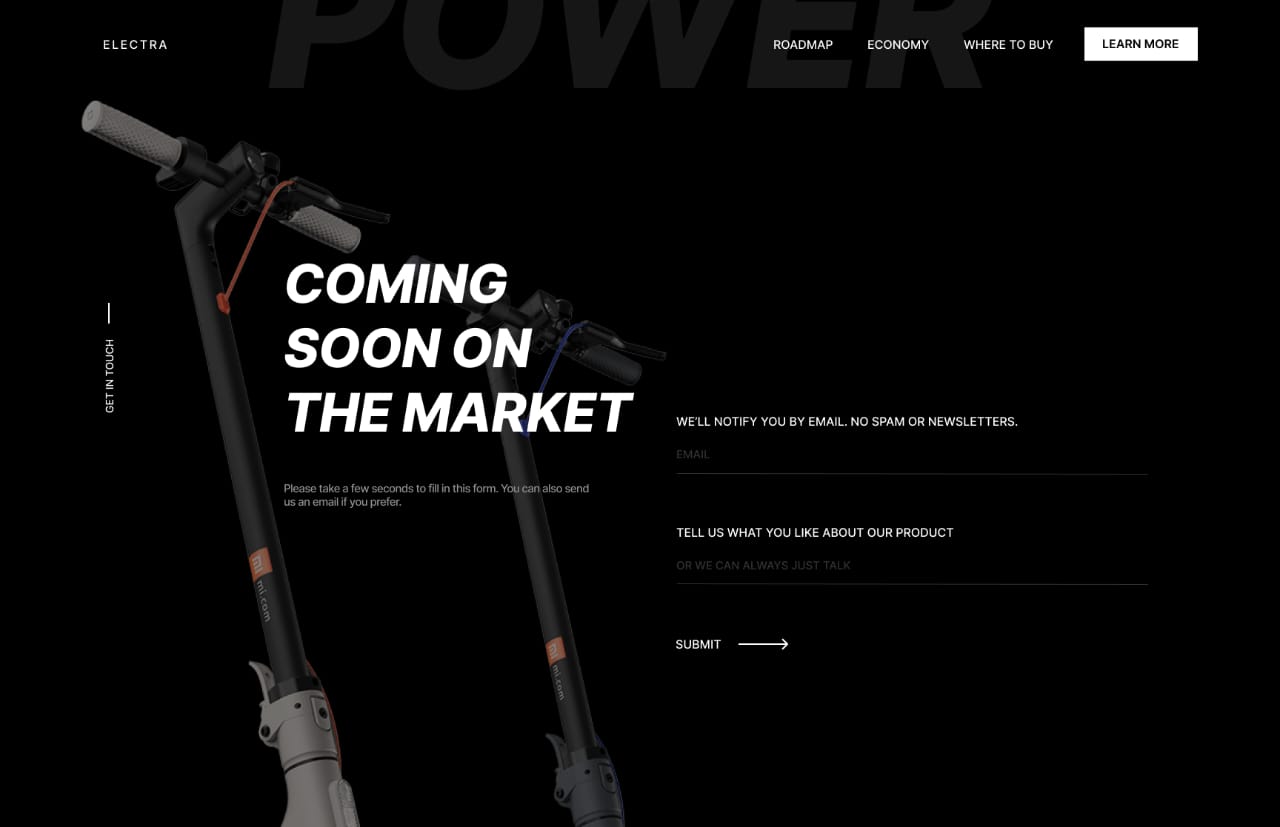 POWER
ELECTRA
ROADMAP
ECONOMY
WHERE TO BUY
LEARN MORE
COMING
SOON ON
THE MARKET
GET IN TOUCH
Please take a few seconds to fill in this form. You can also send
us an email if you prefer.
WE’LL NOTIFY YOU BY EMAIL. NO SPAM OR NEWSLETTERS.
EMAIL
TELL US WHAT YOU LIKE ABOUT OUR PRODUCT
OR WE CAN ALWAYS JUST TALK
SUBMIT
mi
mi.com
mi
mi.com